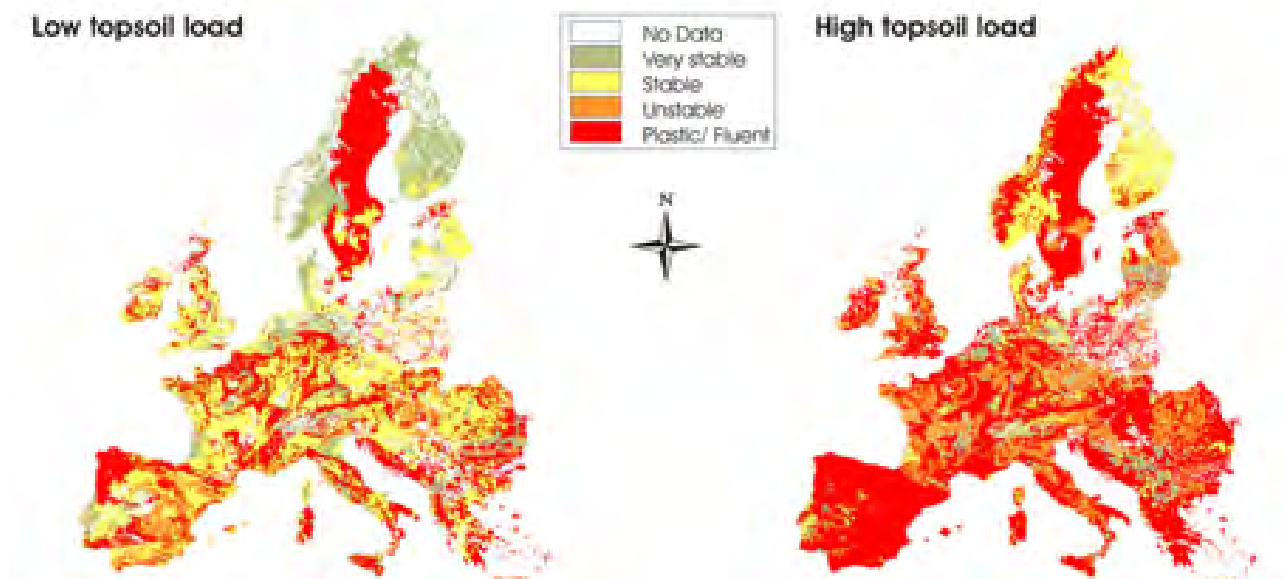 Low topsoil load
No Data
Very stable
Stable
Unstable
Plastic/ Fluent
High topsoil load
N